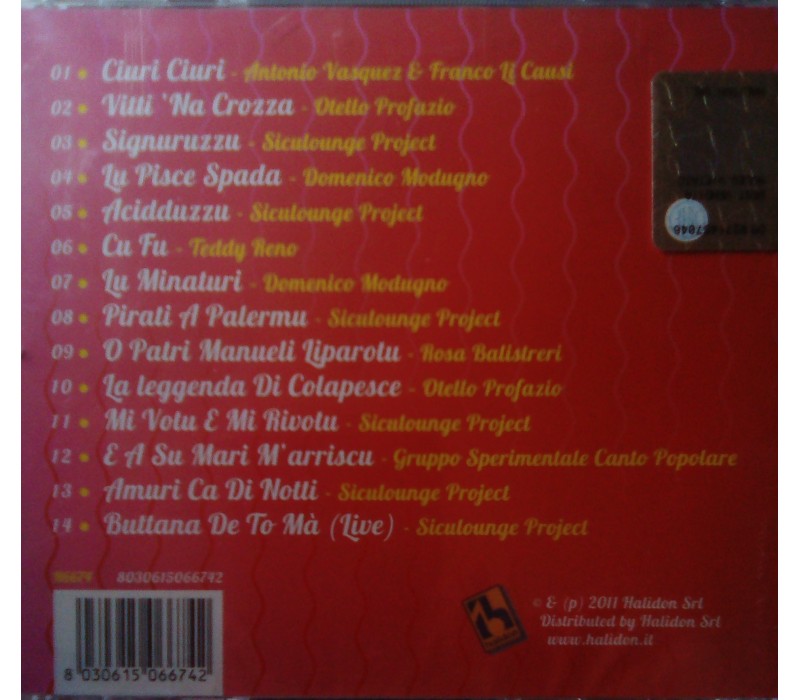 01 • Ciuri Ciuri - Antonio Vasquez & Franco Li Causi
02 • Vitti 'Na Crozza - Otello Profazio
03 • Signuruzzu - Siculounge Project
04 • Lu Pisce Spada - Domenico Modugno
05 • Acidduzzu - Siculounge Project
06 • Cu Fu - Teddy Reno
07 • Lu Minaturi - Domenico Modugno
08 • Pirati A Palermu - Siculounge Project
09 • O Patri Manueli Liparotu - Rosa Balistreri
10 • La leggenda Di Colapesce - Otello Profazio
11 • Mi Votu E Mi Rivotu - Siculounge Project
12 • E A Su Mari M'arriscu - Gruppo Sperimentale Canto Popolare
13 • Amuri Ca Di Notti - Siculounge Project
14 • Buttana De To Mà (Live) - Siculounge Project
H6674 8030615066742
8 030615 066742
© & (p) 2011 Halidon Srl
Distributed by Halidon Srl
www.halidon.it
halidon